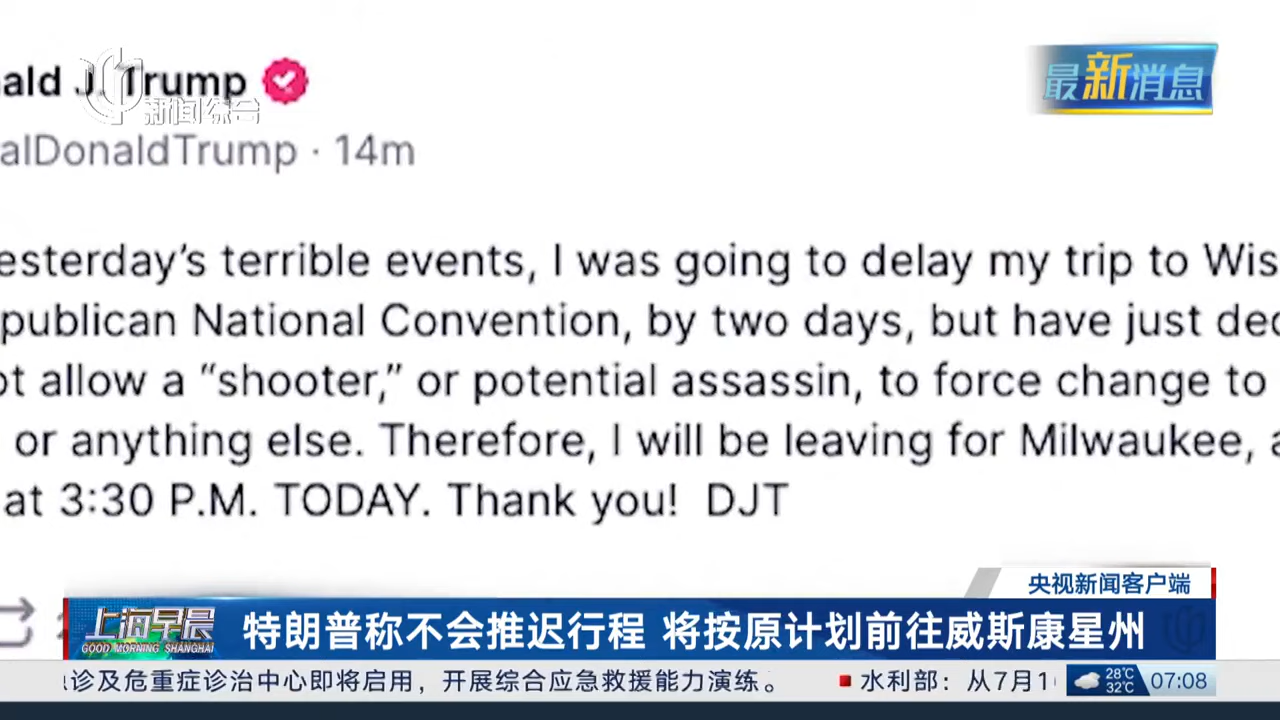 ald J. Trump
新闻综合
最新消息
alDonaldTrump · 14m
esterday's terrible events, I was going to delay my trip to Wis
publican National Convention, by two days, but have just dec
ot allow a “shooter,” or potential assassin, to force change to
or anything else. Therefore, I will be leaving for Milwaukee, a
at 3:30 P.M. TODAY. Thank you! DJT
央视新闻客户端
上海早晨
GOOD MORNING SHANGHAI
特朗普称不会推迟行程 将按原计划前往威斯康星州
诊及危重症诊治中心即将启用，开展综合应急救援能力演练。
水利部：从7月1
28℃
32℃
07:08